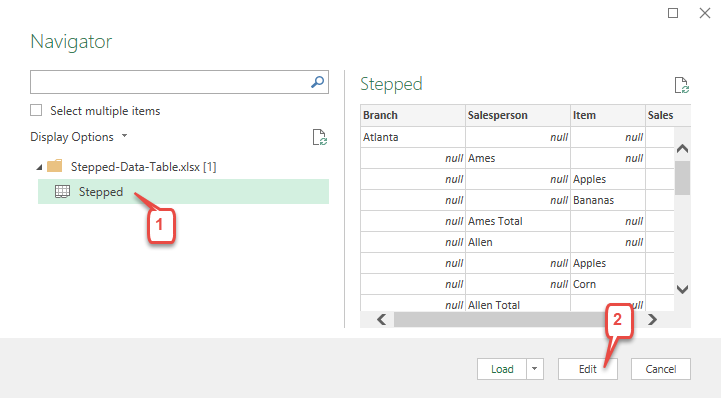 Navigator
Select multiple items
Display Options
Stepped-Data-Table.xlsx [1]
Stepped
1
Stepped
Branch Salesperson Item Sales
Atlanta null null
null Ames null
null null Apples
null null Bananas
null Ames Total null
null Allen null
null null Apples
null null Corn
null Allen Total null
2
Load Edit Cancel